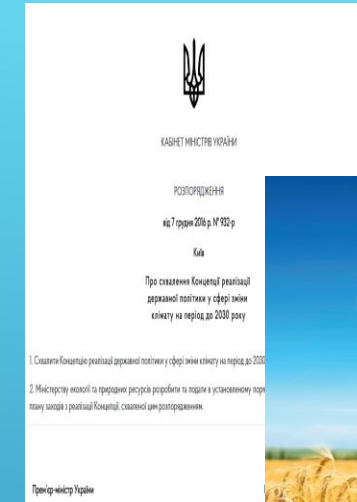 КАБІНЕТ МІНІСТРІВ УКРАЇНИ
РОЗПОРЯДЖЕННЯ
від 7 грудня 2016 р. № 932-р
Київ
Про схвалення Концепції реалізації
державної політики у сфері зміни
клімату на період до 2030 року
1. Схвалити Концепцію реалізації державної політики у сфері зміни клімату на період до 2030
2. Міністерству екології та природних ресурсів розробити та подати в установленому
плану заходів з реалізації Концепції, схваленої цим розпорядженням.
Прем'єр-міністр України